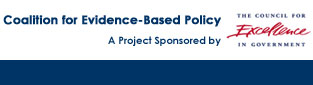 Coalition for Evidence-Based Policy
A Project Sponsored by
THE COUNCIL FOR
Excellence
IN GOVERNMENT